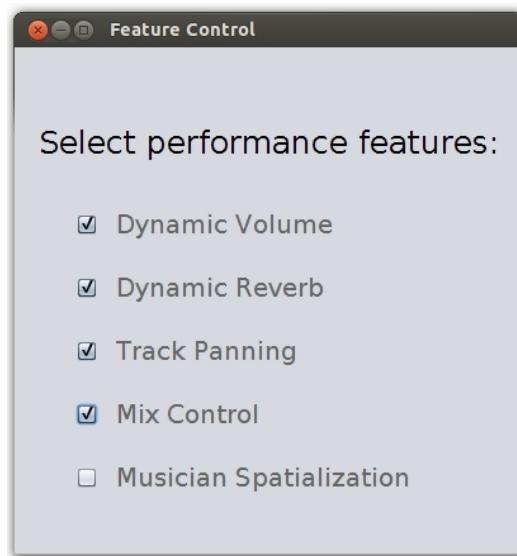 Feature Control
Select performance features:
Dynamic Volume
Dynamic Reverb
Track Panning
Mix Control
Musician Spatialization